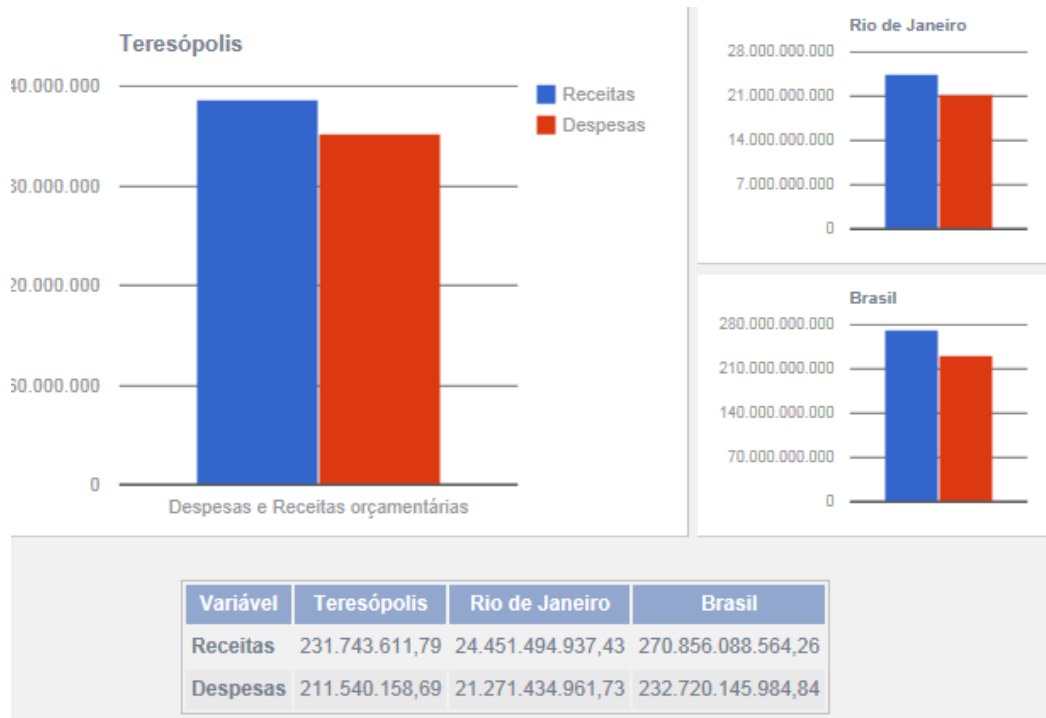 Teresópolis
40.000.000
80.000.000
20.000.000
60.000.000
0
Despesas e Receitas orçamentárias
Receitas
Despesas
Rio de Janeiro
28.000.000.000
21.000.000.000
14.000.000.000
7.000.000.000
0
Brasil
280.000.000.000
210.000.000.000
140.000.000.000
70.000.000.000
0
Variável Teresópolis Rio de Janeiro Brasil
Receitas 231.743.611,79 24.451.494.937,43 270.856.088.564,26
Despesas 211.540.158,69 21.271.434.961,73 232.720.145.984,84